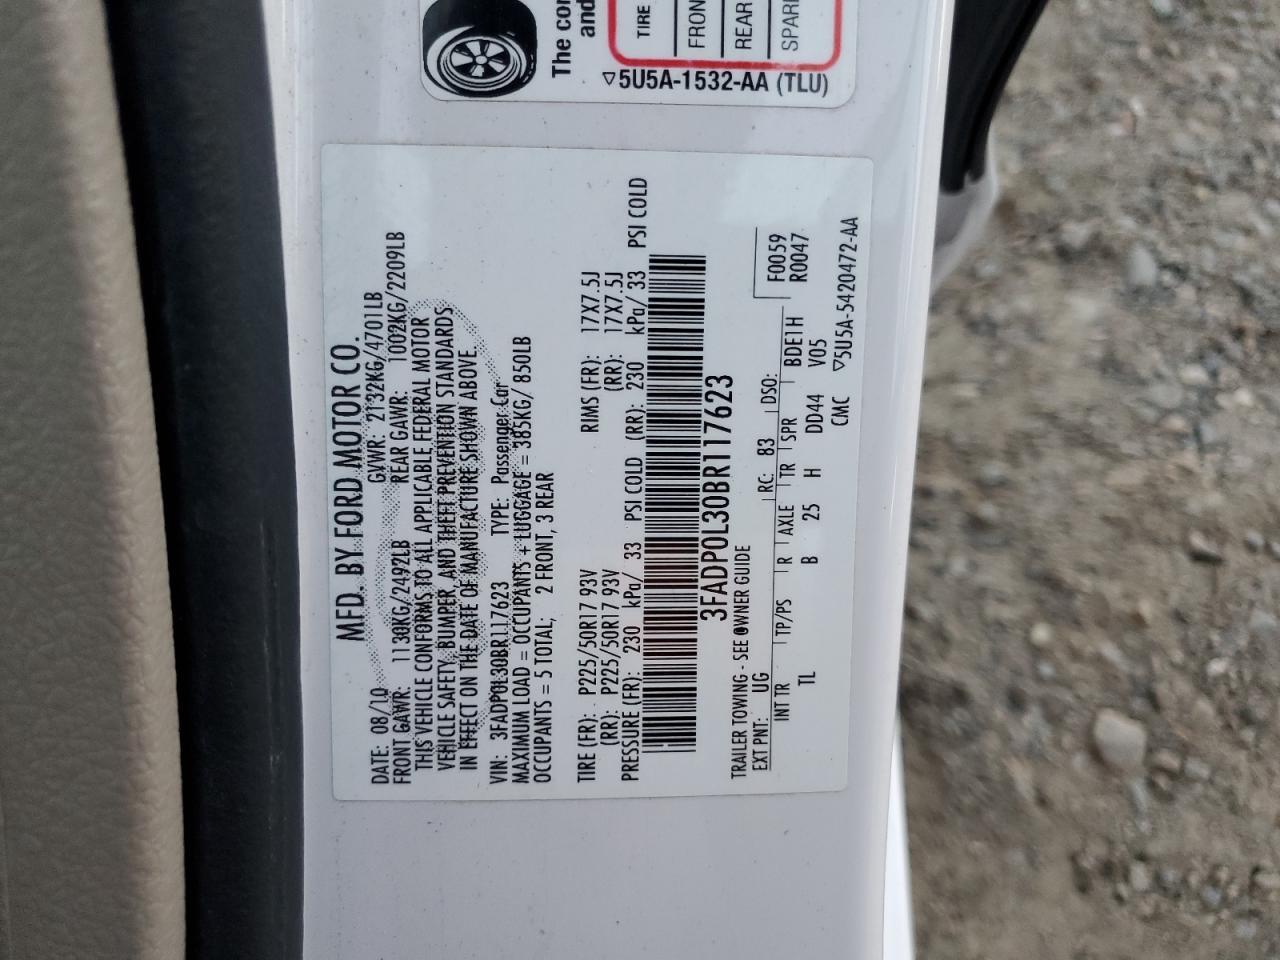 The con
and
TIRE
FRON
REAR
SPARE
▽5U5A-1532-AA (TLU)
MFD. BY FORD MOTOR CO.
DATE: 08/10 GVWR: 2132KG/4701LB
FRONT GAWR: 1130KG/2492LB REAR GAWR: 1002KG/2209LB
THIS VEHICLE CONFORMS TO ALL APPLICABLE FEDERAL MOTOR
VEHICLE SAFETY, BUMPER, AND THEFT PREVENTION STANDARDS
IN EFFECT ON THE DATE OF MANUFACTURE SHOWN ABOVE.
VIN: 3FADP0L30BR117623 TYPE: Passenger Car
MAXIMUM LOAD = OCCUPANTS + LUGGAGE = 385KG/ 850LB
OCCUPANTS = 5 TOTAL; 2 FRONT, 3 REAR
TIRE (FR): P225/50R17 93V RIMS (FR): 17X7.5J
(RR): P225/50R17 93V (RR): 17X7.5J
PRESSURE (FR): 230 kPa/ 33 PSI COLD (RR): 230 kPa/ 33 PSI COLD
3FADP0L30BR117623
TRAILER TOWING - SEE OWNER GUIDE
EXT PNT: UG RC: 83 DSO: F0059
R0047
INT TR TP/PS R AXLE TR SPR BDE1H
TL B 25 H DD44 V05
CMC ▽5U5A-5420472-AA